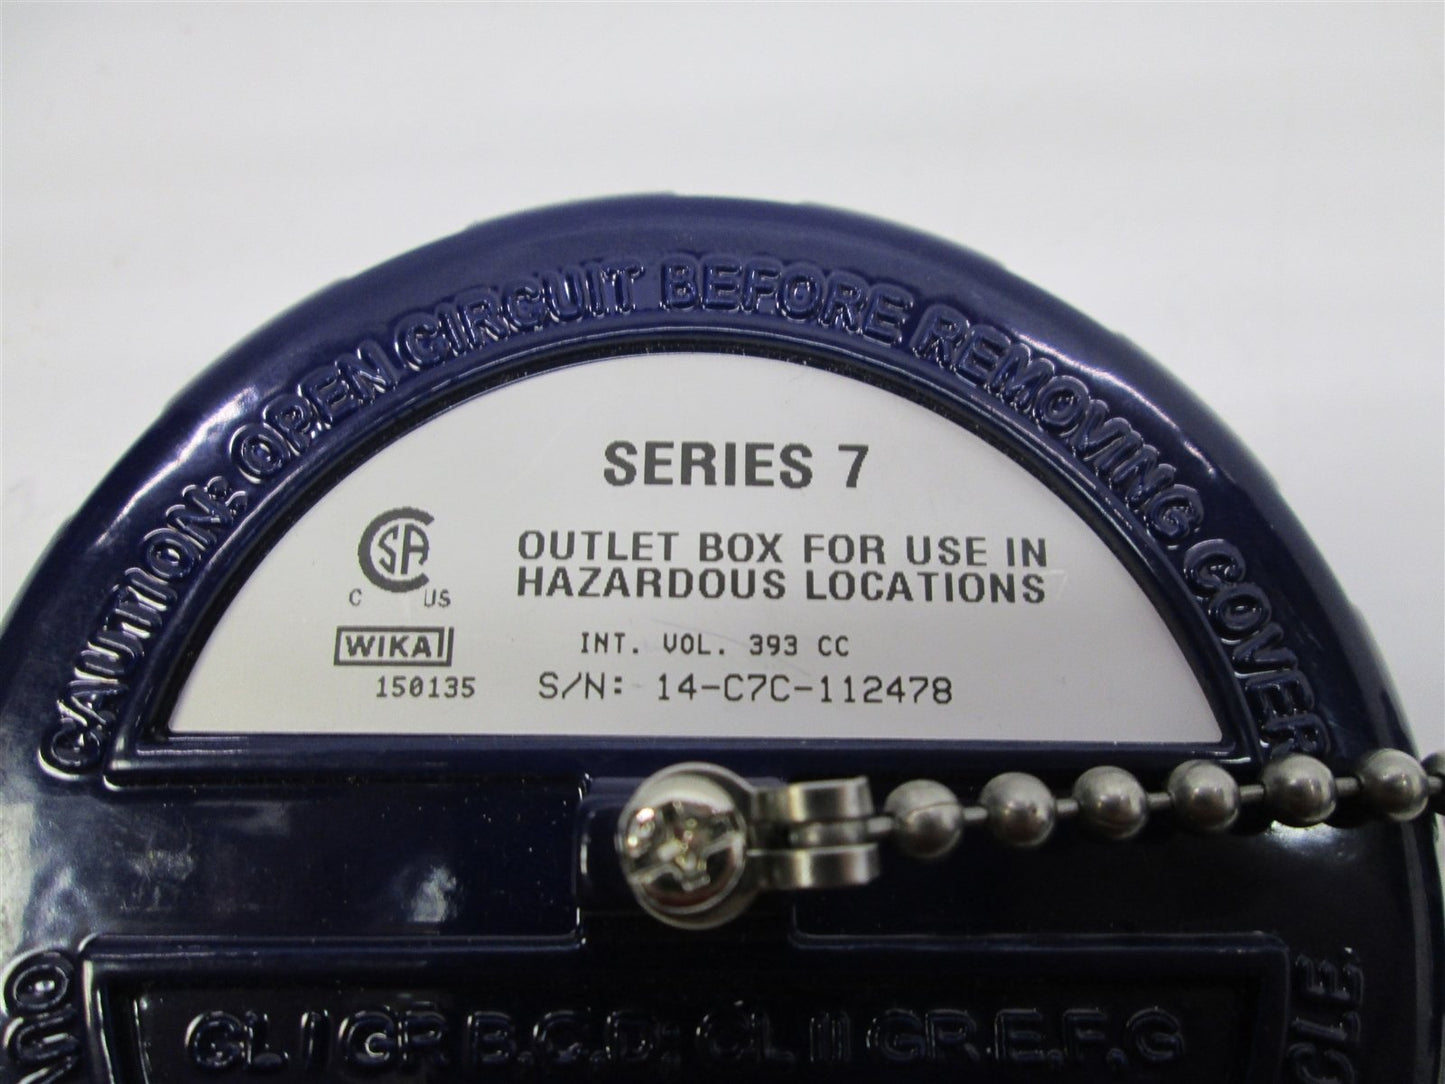 CAUTION: OPEN CIRCUIT BEFORE REMOVING COVER
SERIES 7
CSA
C US
OUTLET BOX FOR USE IN
HAZARDOUS LOCATIONS
WIKA
INT. VOL. 393 CC
150135
S/N: 14-C7C-112478
CL I GR B.C.D; CL II GR.E.F.G